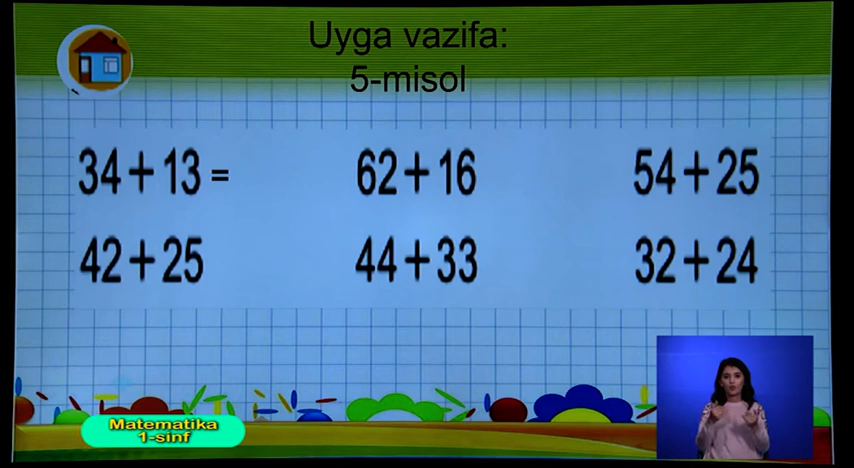 Uyga vazifa:
5-misol
34+13=    62+16    54+25
42+25    44+33    32+24
Matematika
1-sinf